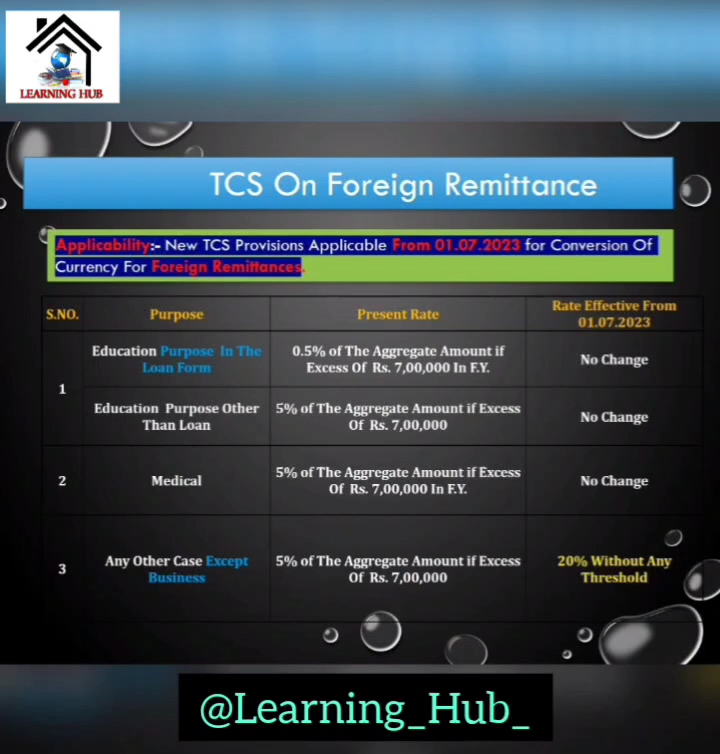 LEARNING HUB
TCS On Foreign Remittance
Applicability:- New TCS Provisions Applicable From 01.07.2023 for Conversion Of
Currency For Foreign Remittances.
S.NO.
Purpose
Present Rate
Rate Effective From
01.07.2023
1
Education Purpose In The
Loan Form
0.5% of The Aggregate Amount if
Excess Of Rs. 7,00,000 In F.Y.
No Change
Education Purpose Other
Than Loan
5% of The Aggregate Amount if Excess
Of Rs. 7,00,000
No Change
2
Medical
5% of The Aggregate Amount if Excess
Of Rs. 7,00,000 In F.Y.
No Change
3
Any Other Case Except
Business
5% of The Aggregate Amount if Excess
Of Rs. 7,00,000
20% Without Any
Threshold
@Learning_Hub_